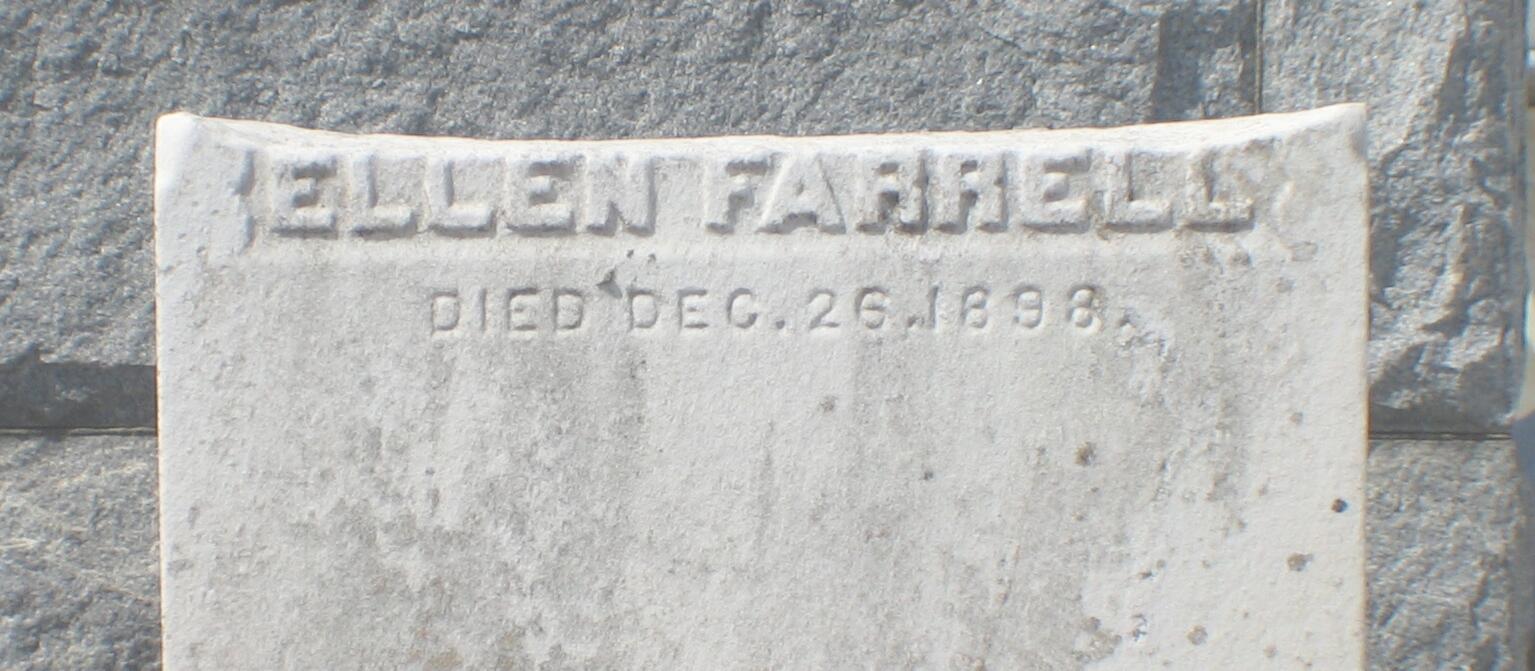 ELLEN FARRELL
DIED DEC. 26. 1898.